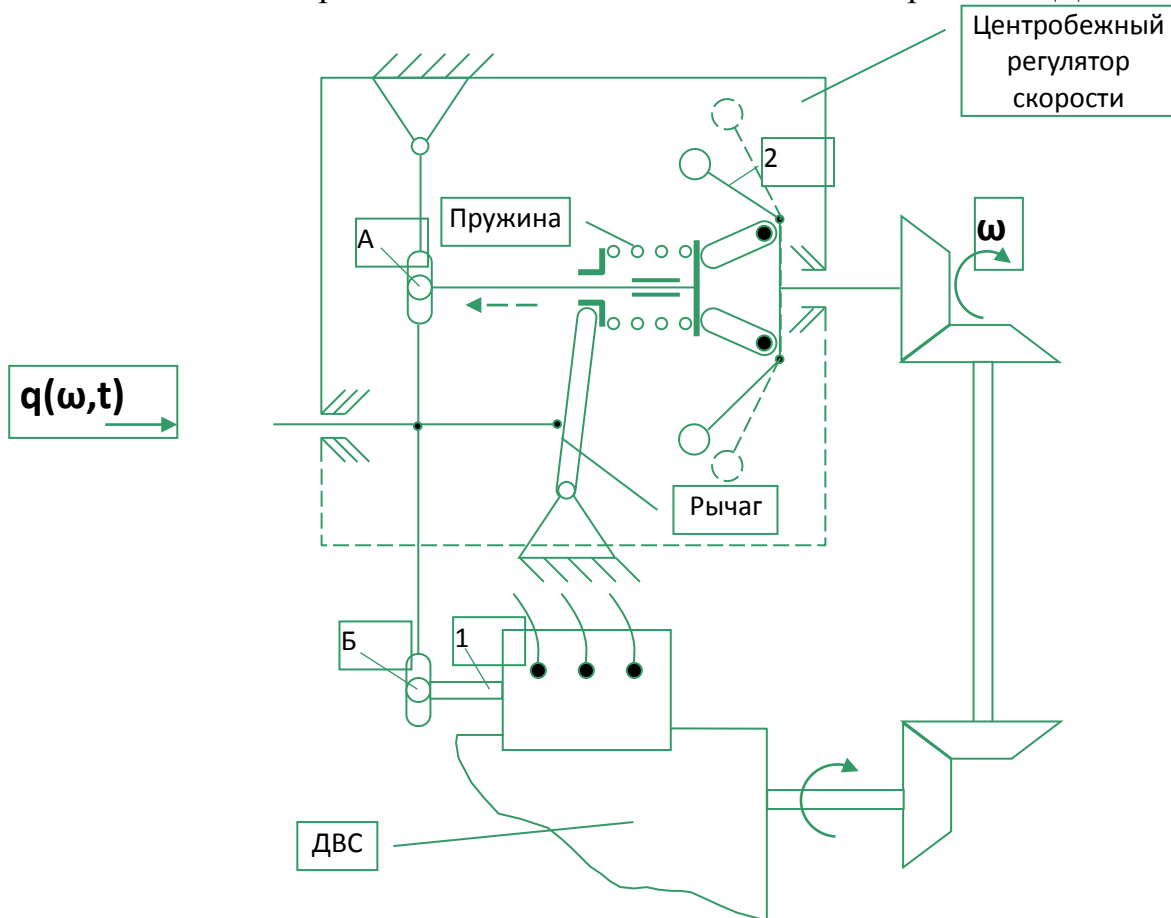 Центробежный
регулятор
скорости
2
Пружина
А
ω
q(ω,t)
Рычаг
Б
1
ДВС